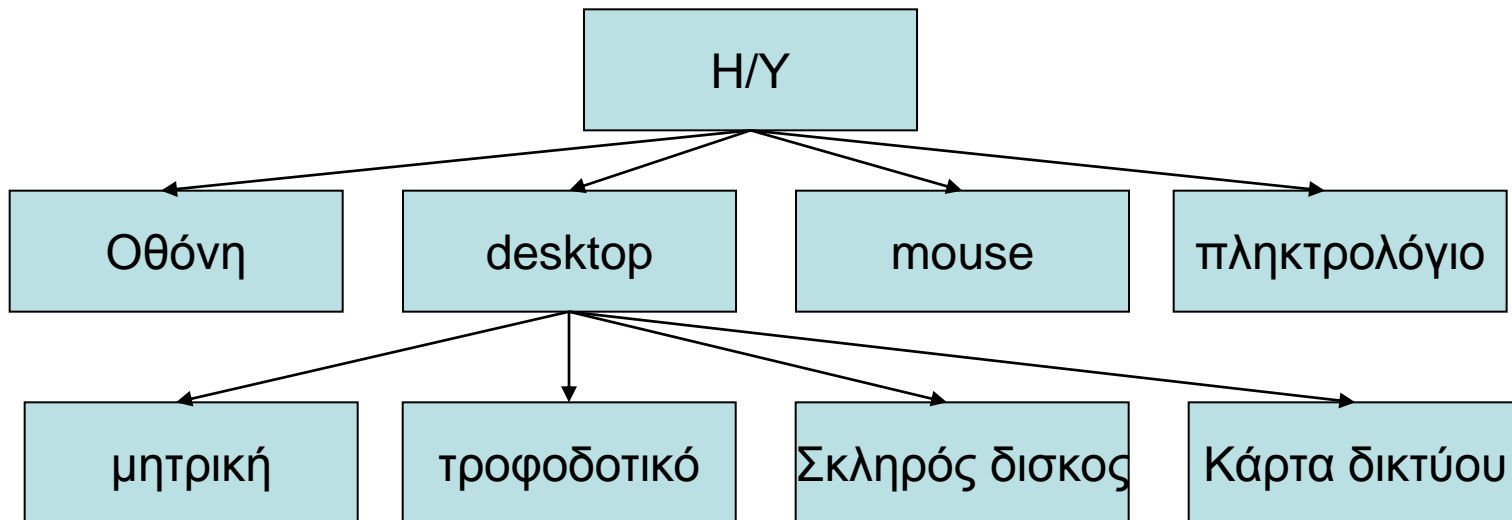 Η/Υ
Οθόνη
desktop
mouse
πληκτρολόγιο
μητρική
τροφοδοτικό
Σκληρός δισκος
Κάρτα δικτύου